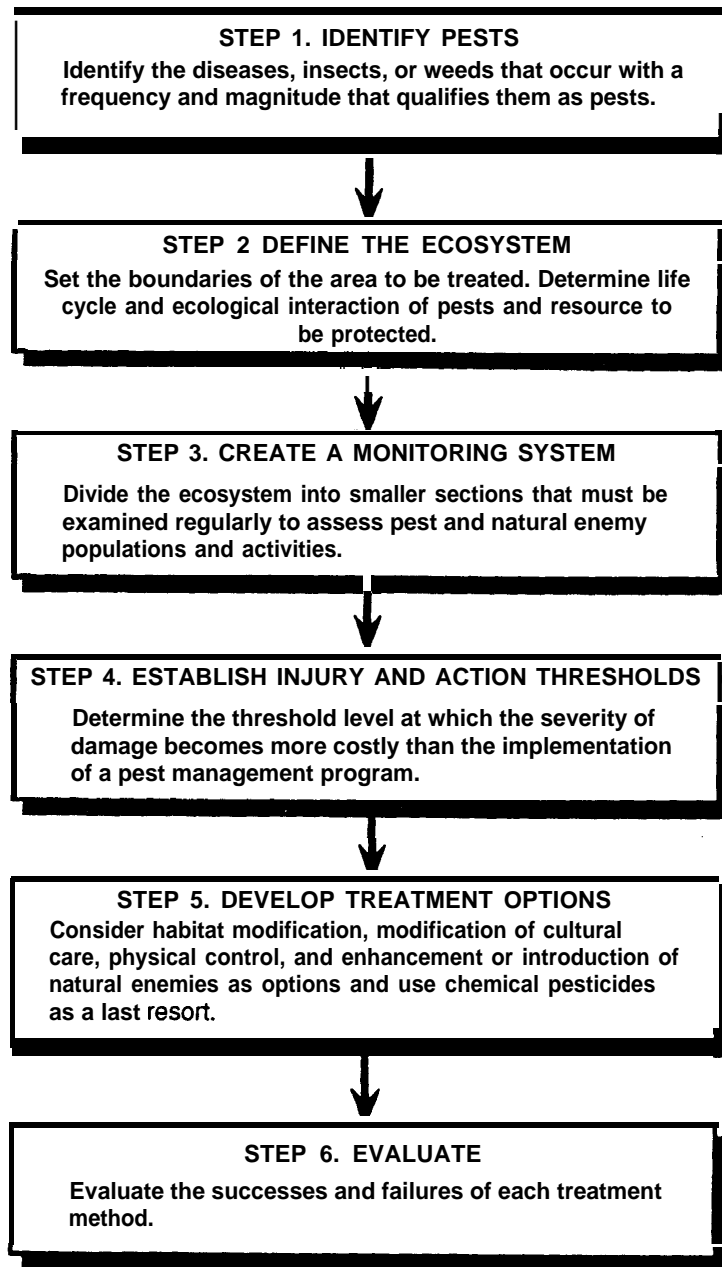 STEP 1. IDENTIFY PESTS
Identify the diseases, insects, or weeds that occur with a
frequency and magnitude that qualifies them as pests.
STEP 2 DEFINE THE ECOSYSTEM
Set the boundaries of the area to be treated. Determine life
cycle and ecological interaction of pests and resource to
be protected.
STEP 3. CREATE A MONITORING SYSTEM
Divide the ecosystem into smaller sections that must be
examined regularly to assess pest and natural enemy
populations and activities.
STEP 4. ESTABLISH INJURY AND ACTION THRESHOLDS
Determine the threshold level at which the severity of
damage becomes more costly than the implementation
of a pest management program.
STEP 5. DEVELOP TREATMENT OPTIONS
Consider habitat modification, modification of cultural
care, physical control, and enhancement or introduction of
natural enemies as options and use chemical pesticides
as a last resort.
STEP 6. EVALUATE
Evaluate the successes and failures of each treatment
method.